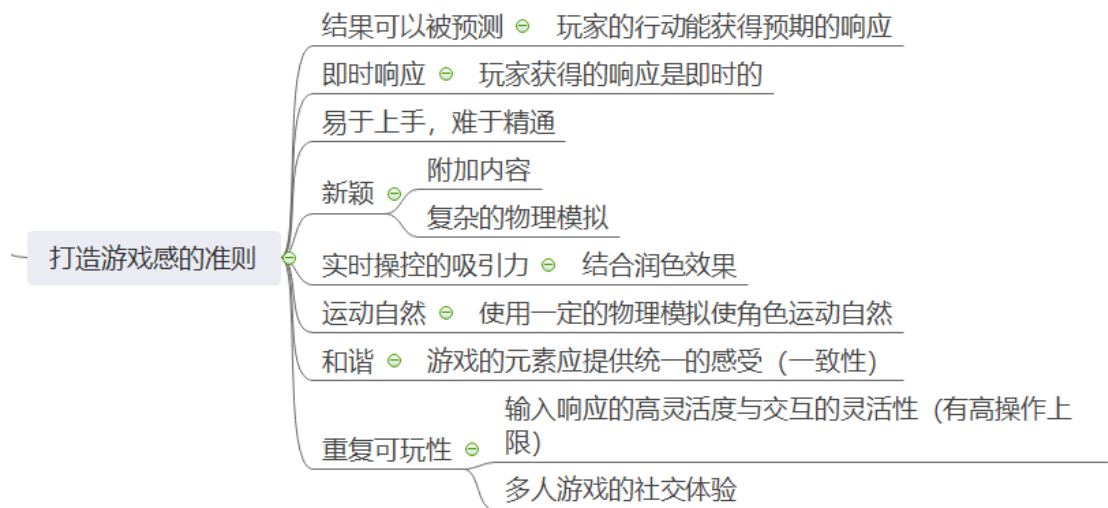 结果可以被预测 玩家的行动能获得预期的响应
即时响应 玩家获得的响应是即时的
易于上手，难于精通
新颖
附加内容
复杂的物理模拟
打造游戏感的准则
实时操控的吸引力 结合润色效果
运动自然 使用一定的物理模拟使角色运动自然
和谐 游戏的元素应提供统一的感受（一致性）
重复可玩性
输入响应的高灵活度与交互的灵活性（有高操作上
限）
多人游戏的社交体验